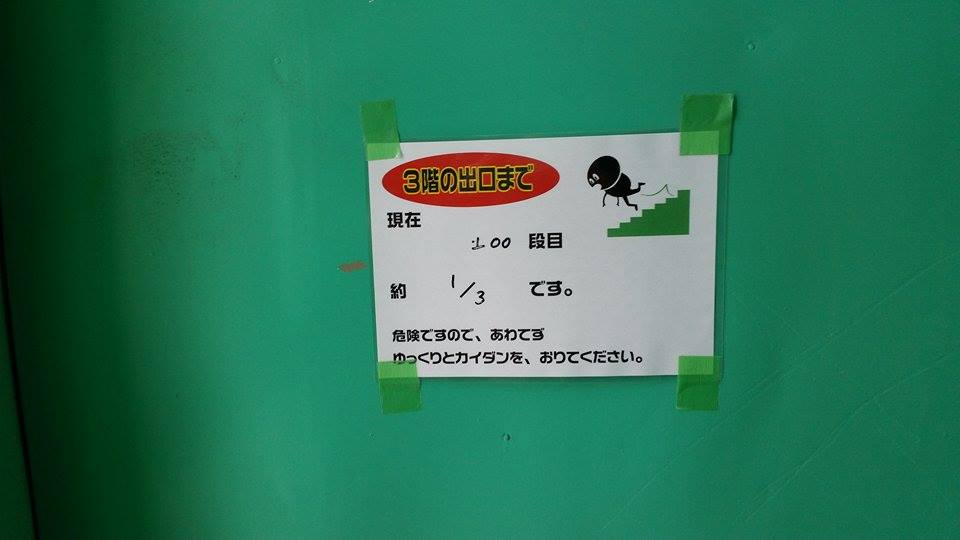 3階の出口まで
現在
段目
約 1/3 です。
危険ですので、あわてず
ゆっくりとカイダンを、おりてください。